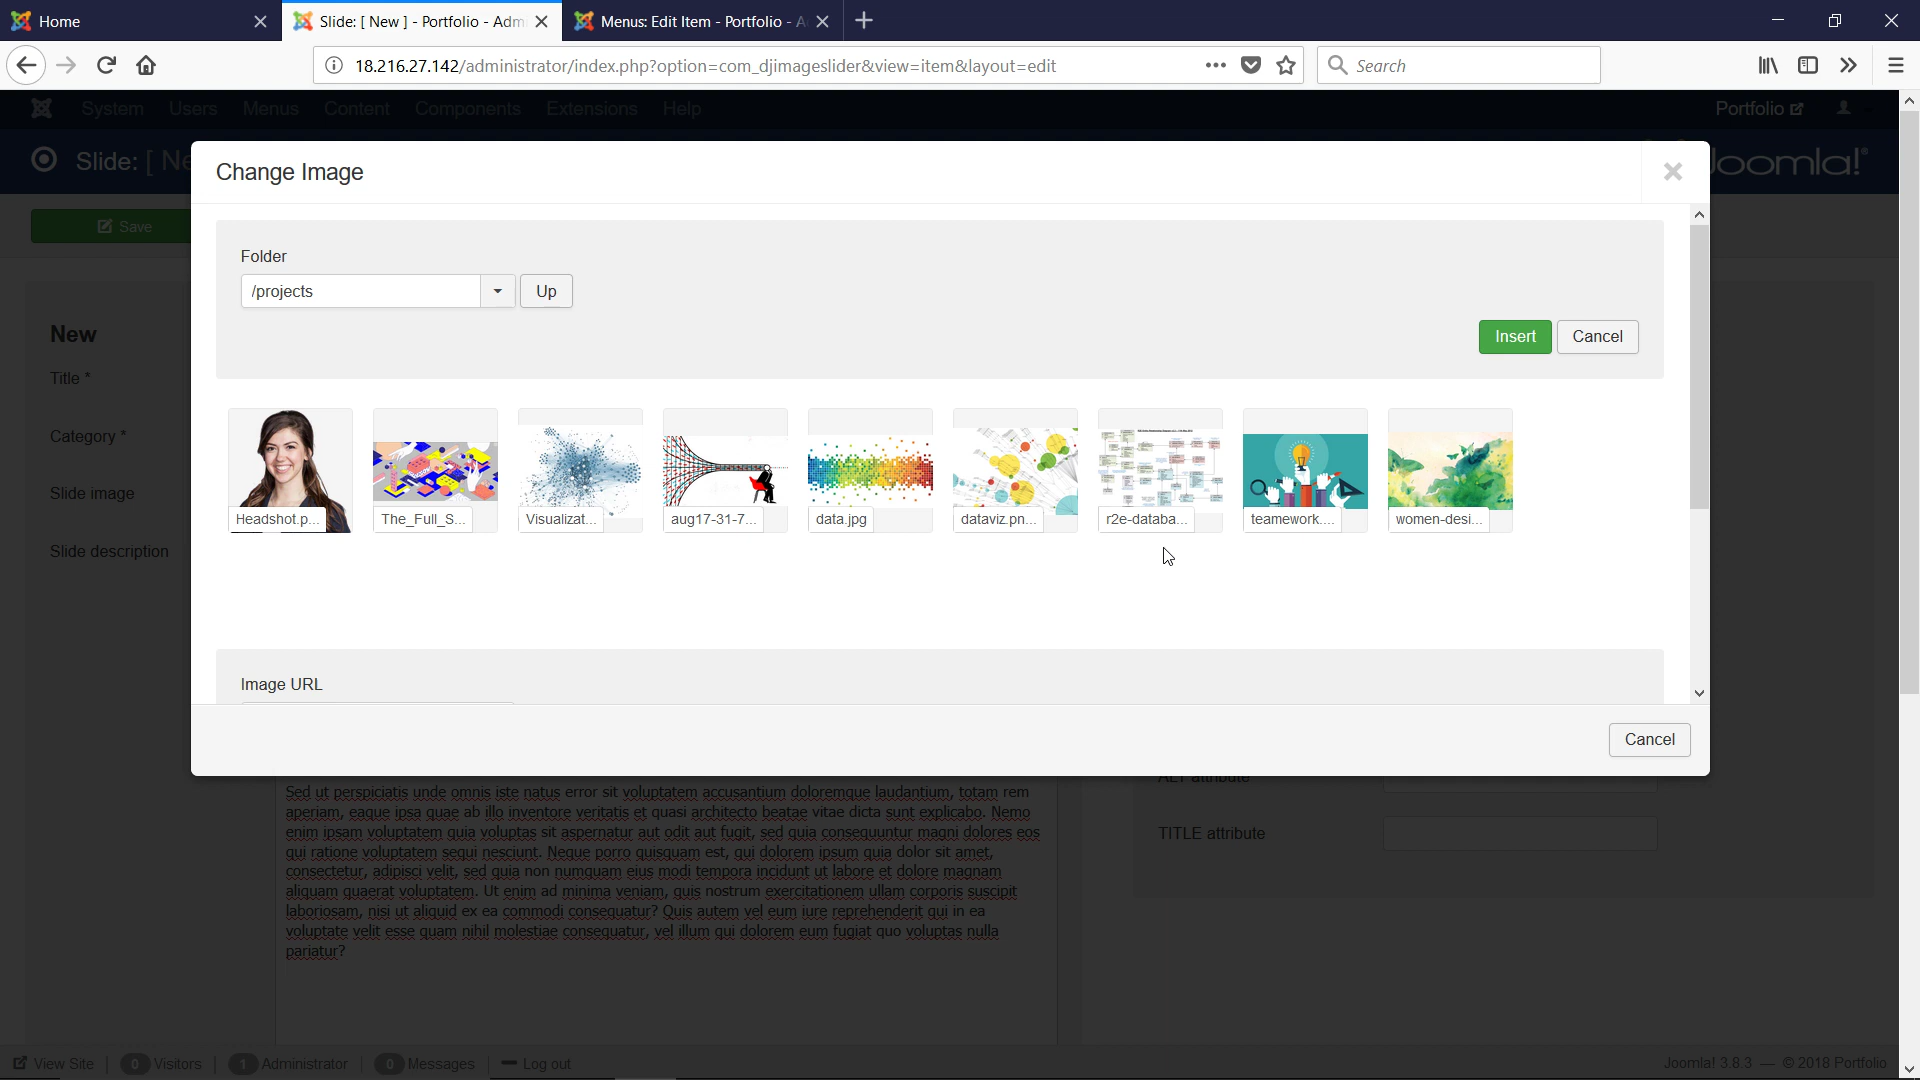 Home
Slide: [ New ] - Portfolio - Adm
Menus: Edit Item - Portfolio - A
18.216.27.142/administrator/index.php?option=com_djimageslider&view=item&layout=edit
Search
System Users Menus Content Components Extensions Help
Portfolio
Slide: [ Ne
Joomla!®
Change Image
Save
Folder
/projects
Up
Insert
Cancel
New
Title *
Category *
Slide image
Slide description
Headshot.p...
The_Full_S...
Visualizat...
aug17-31-7...
data.jpg
dataviz.pn...
r2e-databa...
teamework....
women-desi...
Image URL
Cancel
ALT attribute
TITLE attribute
Sed ut perspiciatis unde omnis iste natus error sit voluptatem accusantium doloremque laudantium, totam rem
aperiam, eaque ipsa quae ab illo inventore veritatis et quasi architecto beatae vitae dicta sunt explicabo. Nemo
enim ipsam voluptatem quia voluptas sit aspernatur aut odit aut fugit, sed quia consequuntur magni dolores eos
qui ratione voluptatem sequi nesciunt. Neque porro quisquam est, qui dolorem ipsum quia dolor sit amet,
consectetur, adipisci velit, sed quia non numquam eius modi tempora incidunt ut labore et dolore magnam
aliquam quaerat voluptatem. Ut enim ad minima veniam, quis nostrum exercitationem ullam corporis suscipit
laboriosam, nisi ut aliquid ex ea commodi consequatur? Quis autem vel eum iure reprehenderit qui in ea
voluptate velit esse quam nihil molestiae consequatur, vel illum qui dolorem eum fugiat quo voluptas nulla
pariatur?
View Site
0 Visitors
1 Administrator
0 Messages
Log out
Joomla! 3.8.3 — © 2018 Portfolio